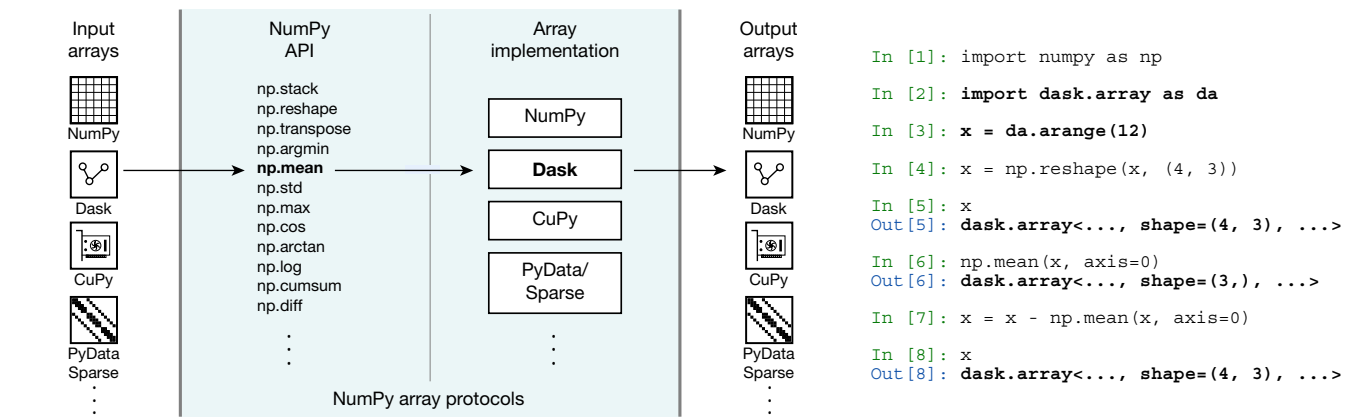 Input
arrays
NumPy
Dask
CuPy
PyData
Sparse
NumPy
API
np.stack
np.reshape
np.transpose
np.argmin
np.mean
np.std
np.max
np.cos
np.arctan
np.log
np.cumsum
np.diff
Array
implementation
NumPy
Dask
CuPy
PyData/
Sparse
NumPy array protocols
Output
arrays
NumPy
Dask
CuPy
PyData
Sparse
In [1]: import numpy as np
In [2]: import dask.array as da
In [3]: x = da.arange(12)
In [4]: x = np.reshape(x, (4, 3))
In [5]: x
Out[5]: dask.array<..., shape=(4, 3), ...>
In [6]: np.mean(x, axis=0)
Out[6]: dask.array<..., shape=(3,), ...>
In [7]: x = x - np.mean(x, axis=0)
In [8]: x
Out[8]: dask.array<..., shape=(4, 3), ...>